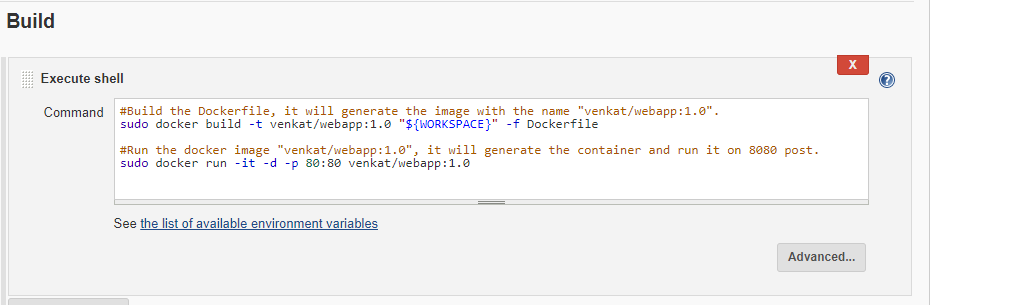 Build
X
Execute shell
Command
#Build the Dockerfile, it will generate the image with the name "venkat/webapp:1.0".
sudo docker build -t venkat/webapp:1.0 "${WORKSPACE}" -f Dockerfile
#Run the docker image "venkat/webapp:1.0", it will generate the container and run it on 8080 post.
sudo docker run -it -d -p 80:80 venkat/webapp:1.0
See the list of available environment variables
Advanced...